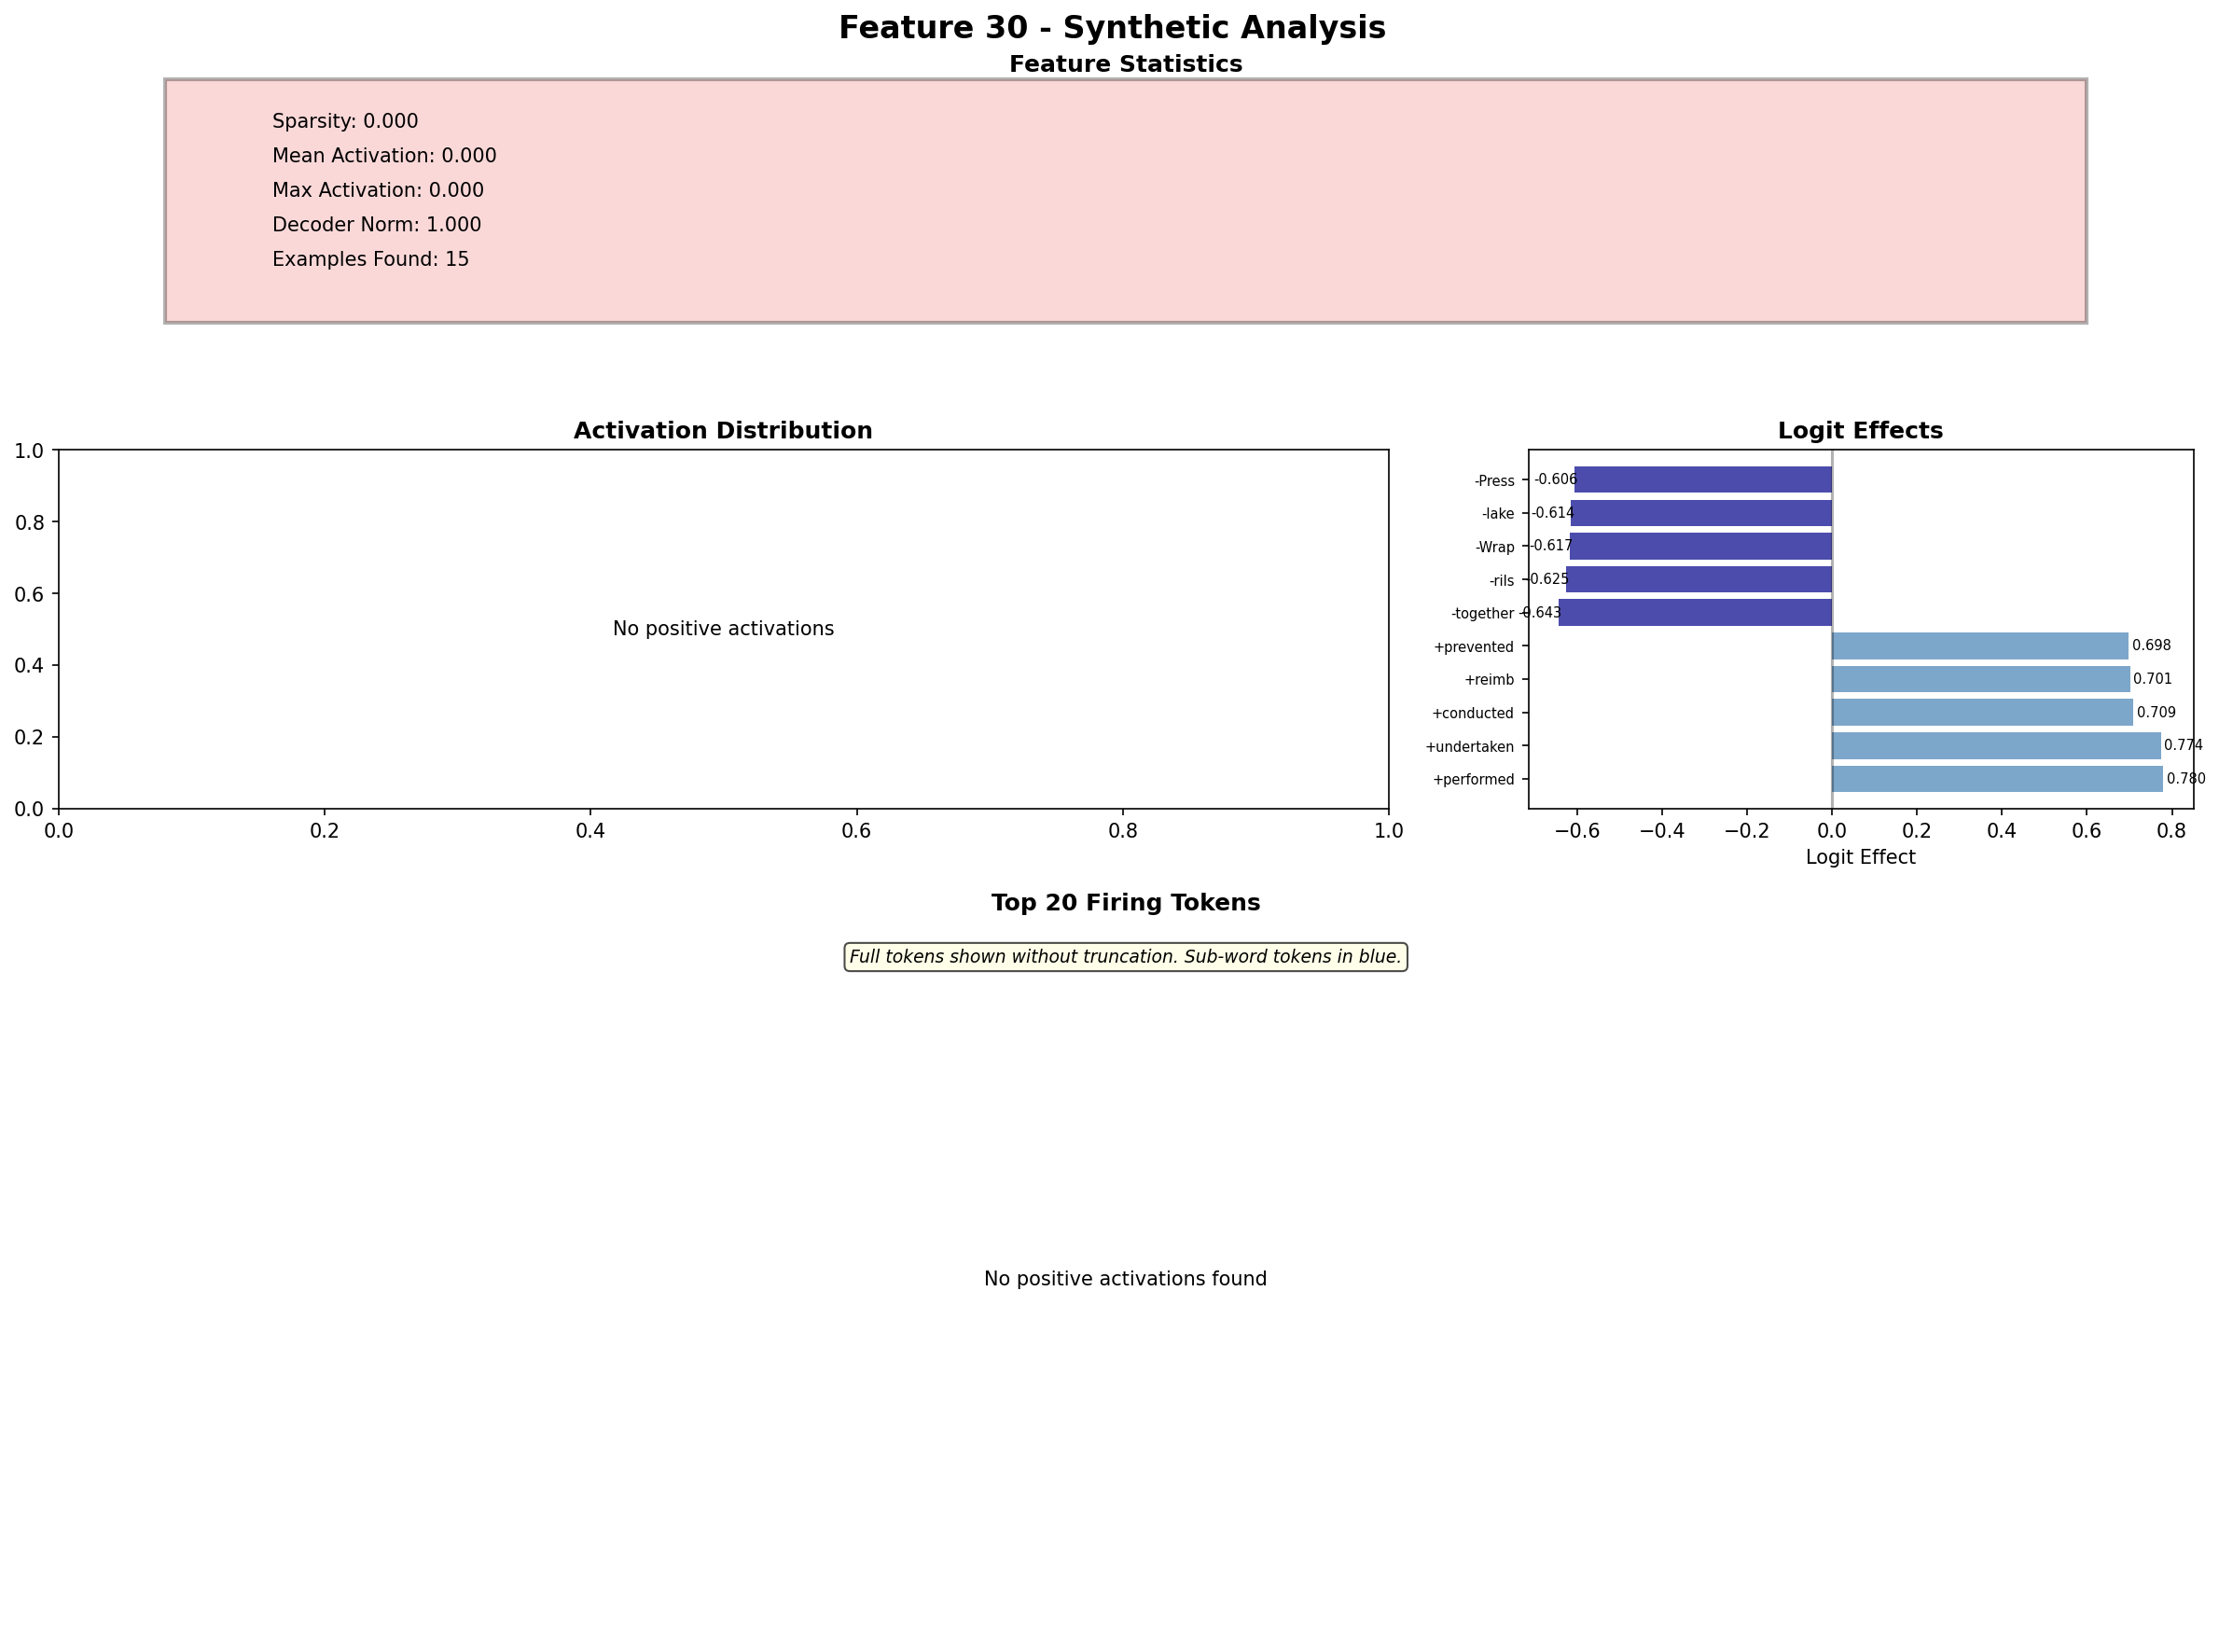 Feature 30 - Synthetic Analysis
Feature Statistics
Sparsity: 0.000
Mean Activation: 0.000
Max Activation: 0.000
Decoder Norm: 1.000
Examples Found: 15
Activation Distribution
1.0
0.8
0.6
0.4
0.2
0.0
No positive activations
0.0 0.2 0.4 0.6 0.8 1.0
Logit Effects
-Press -0.606
-lake -0.614
-Wrap -0.617
-rils -0.625
-together -0.643
+prevented 0.698
+reimb 0.701
+conducted 0.709
+undertaken 0.774
+performed 0.780
−0.6 −0.4 −0.2 0.0 0.2 0.4 0.6 0.8
Logit Effect
Top 20 Firing Tokens
Full tokens shown without truncation. Sub-word tokens in blue.
No positive activations found